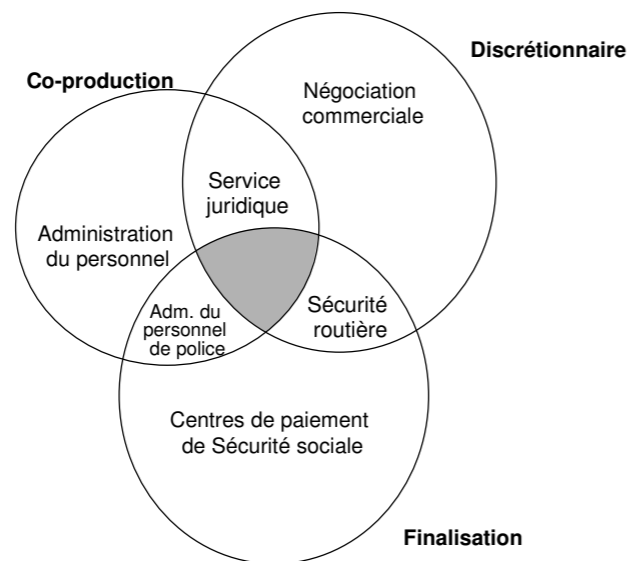 Discrétionnaire
Co-production
Négociation
commerciale
Service
juridique
Administration
du personnel
Adm. du
personnel
de police
Sécurité
routière
Centres de paiement
de Sécurité sociale
Finalisation